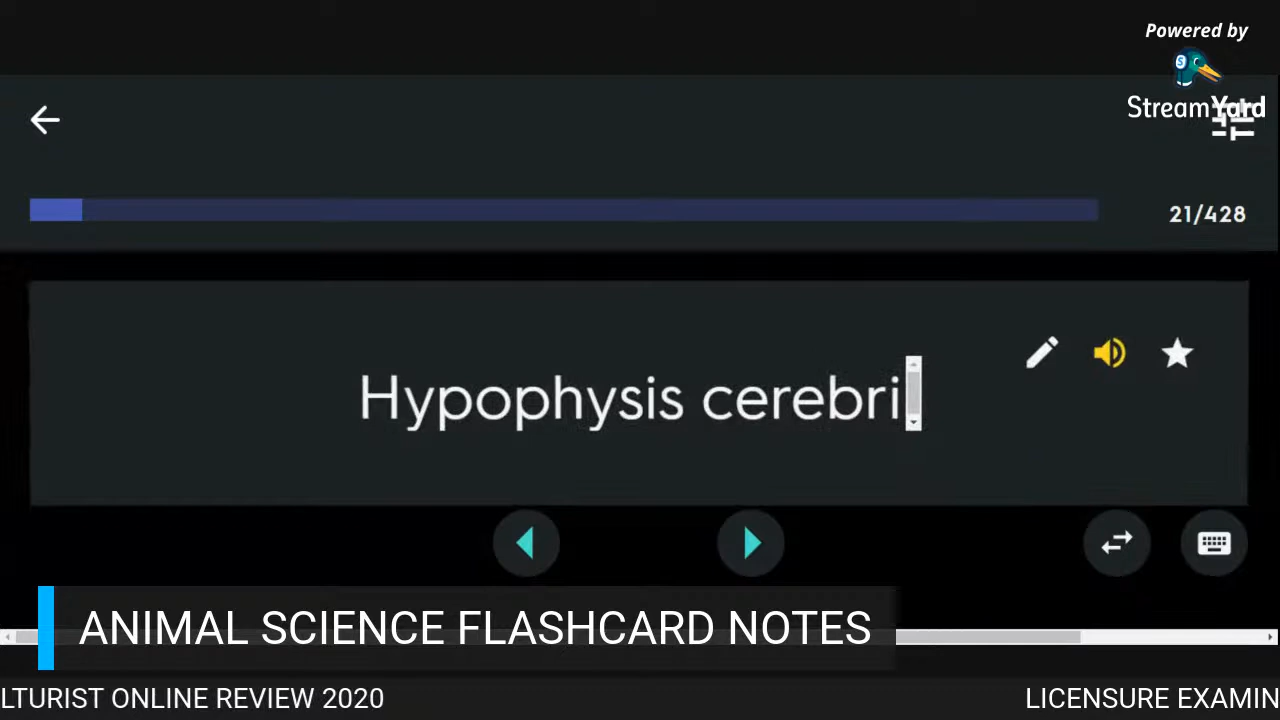 Powered by
StreamYard
21/428
Hypophysis cerebri
ANIMAL SCIENCE FLASHCARD NOTES
LTURIST ONLINE REVIEW 2020
LICENSURE EXAMIN